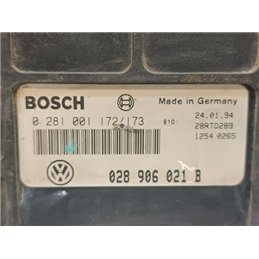 BOSCH
Made in Germany
0 281 001 172/173
810
24.01.94
28RTD289
1254 0265
028 906 021 B